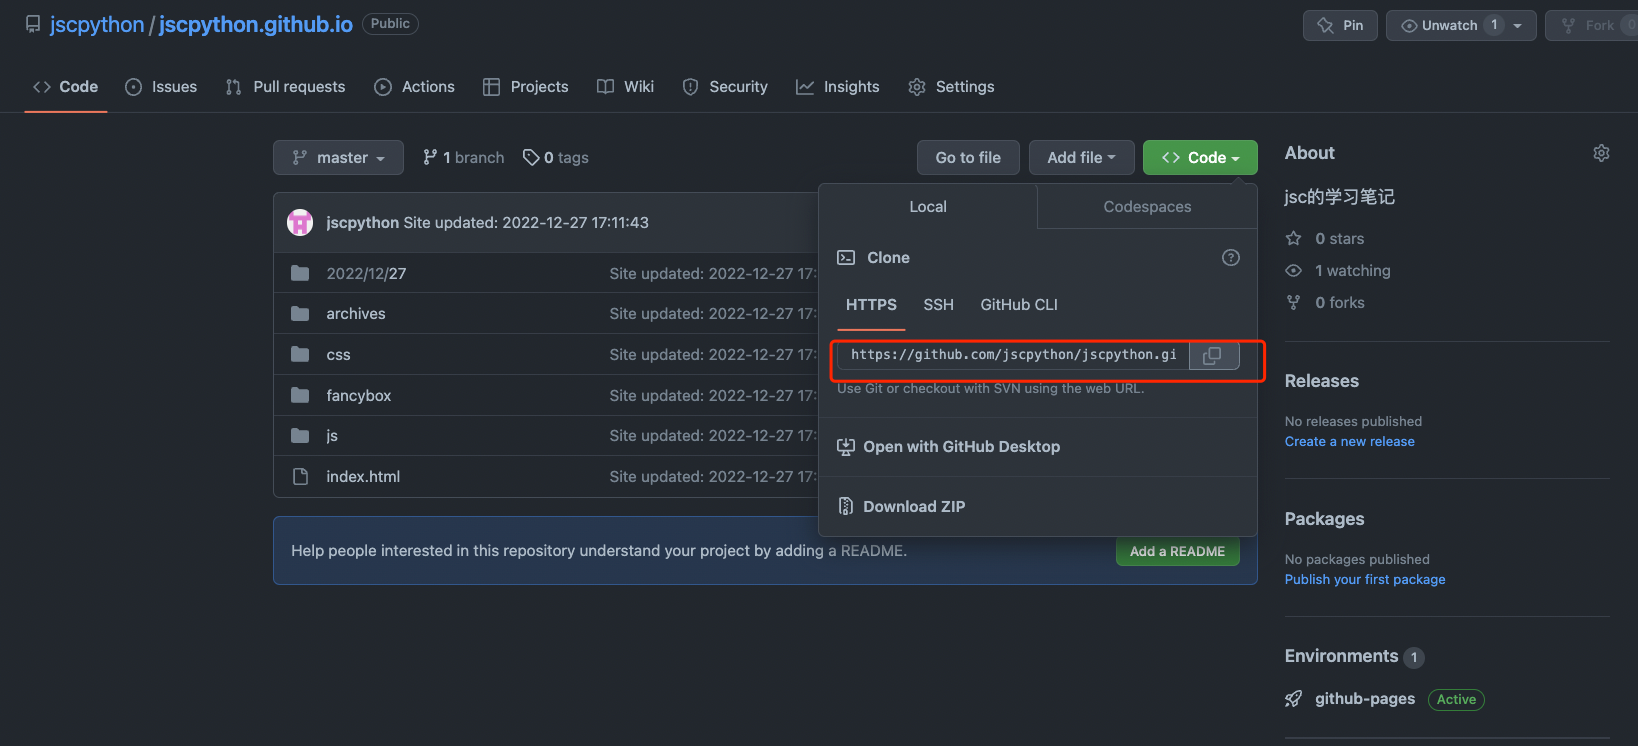 jscpython / jscpython.github.io Public
Pin Unwatch 1 Fork 0
Code Issues Pull requests Actions Projects Wiki Security Insights Settings
master 1 branch 0 tags Go to file Add file Code
jscpython Site updated: 2022-12-27 17:11:43
2022/12/27 Site updated: 2022-12-27 17:
archives Site updated: 2022-12-27 17:
css Site updated: 2022-12-27 17:
fancybox Site updated: 2022-12-27 17:
js Site updated: 2022-12-27 17:
index.html Site updated: 2022-12-27 17:
Help people interested in this repository understand your project by adding a README.
Add a README
Local Codespaces
Clone
HTTPS SSH GitHub CLI
https://github.com/jscpython/jscpython.gi
Use Git or checkout with SVN using the web URL.
Open with GitHub Desktop
Download ZIP
About
jsc的学习笔记
0 stars
1 watching
0 forks
Releases
No releases published
Create a new release
Packages
No packages published
Publish your first package
Environments 1
github-pages Active